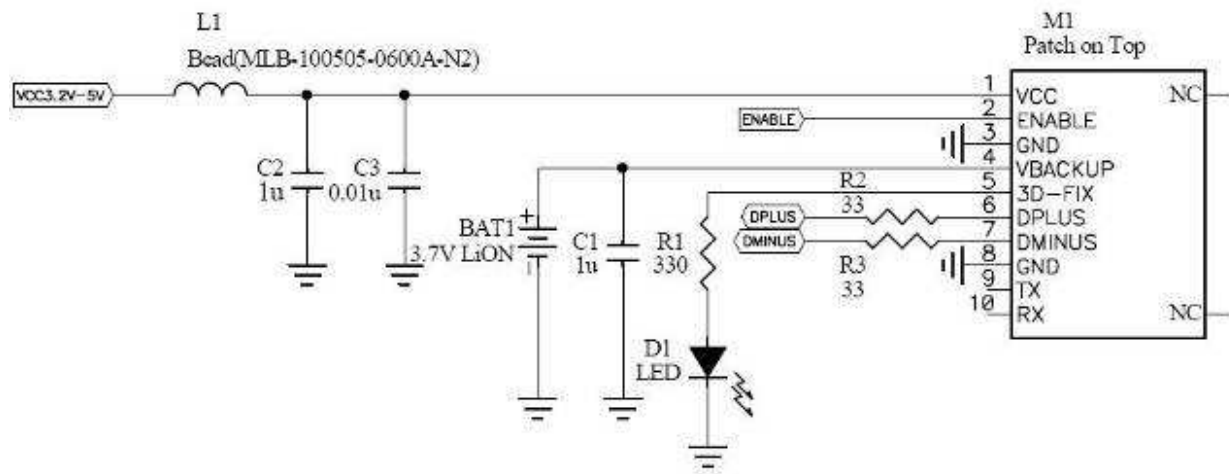 L1
Bead(MLB-100505-0600A-N2)
VCC3.2V-5V
C2
1u
C3
0.01u
BAT1
3.7V LiON
+
C1
1u
R1
330
D1
LED
ENABLE
R2
33
DPLUS
DMINUS
R3
33
M1
Patch on Top
1 VCC
2 ENABLE
3 GND
4 VBACKUP
5 3D-FIX
6 DPLUS
7 DMINUS
8 GND
9 TX
10 RX
NC
NC